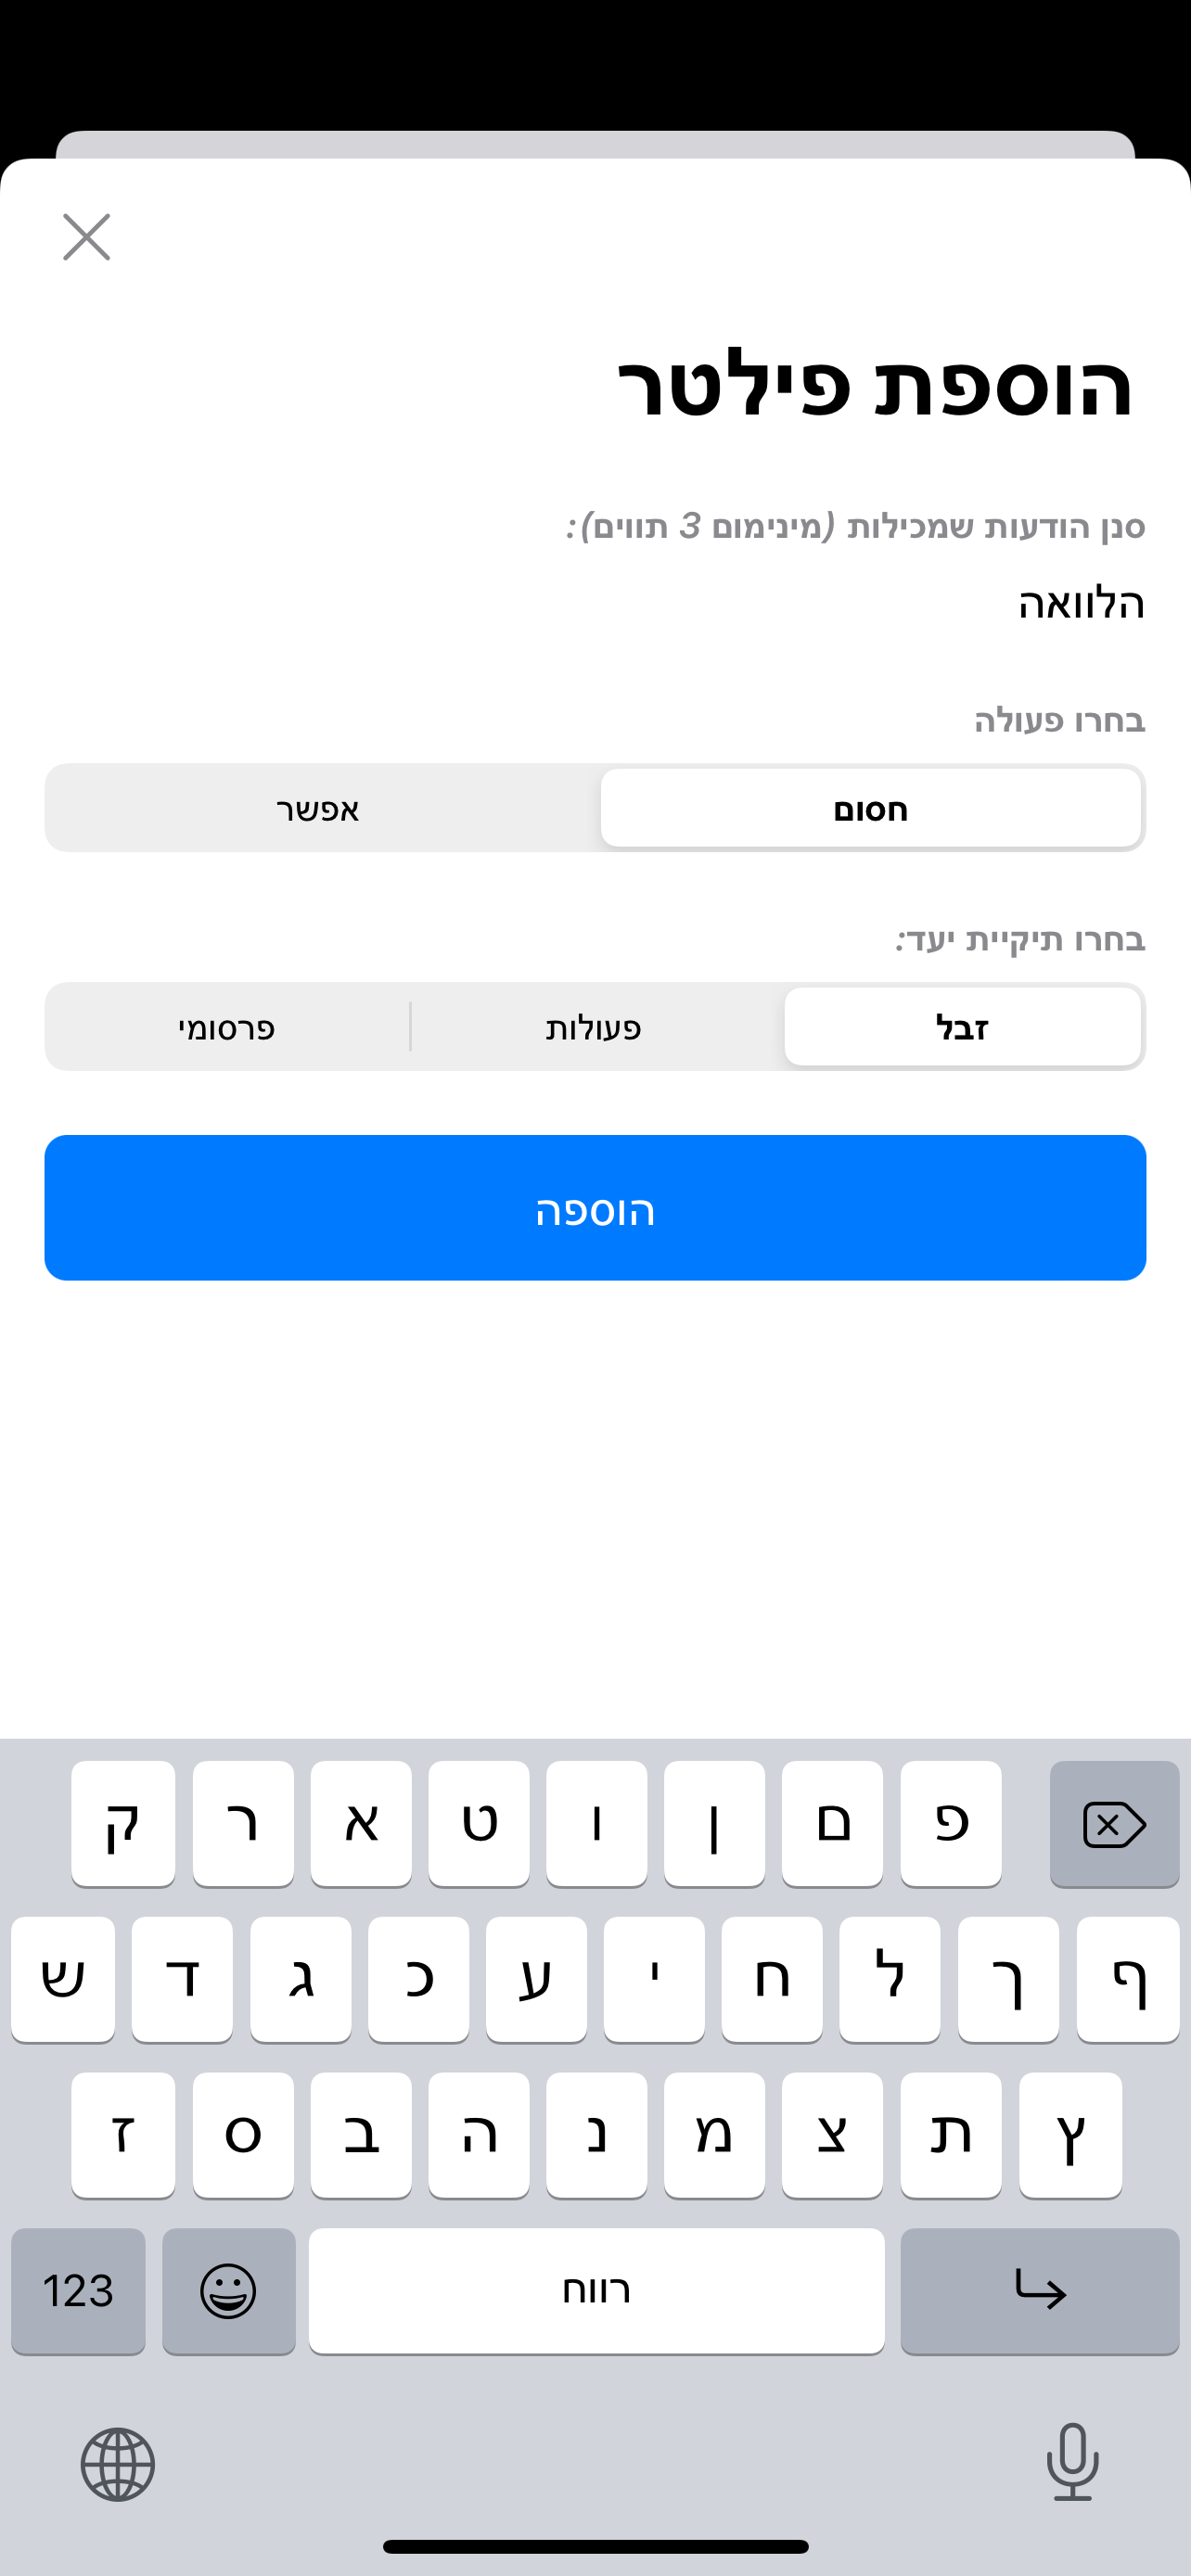 הוספת פילטר
סנן הודעות שמכילות (מינימום 3 תווים):
הלוואה
בחרו פעולה
חסום אפשר
בחרו תיקיית יעד:
זבל פעולות פרסומי
הוספה
ק ר א ט ו ן ם פ
ש ד ג כ ע י ח ל ך ף
ז ס ב ה נ מ צ ת ץ
123 רווח